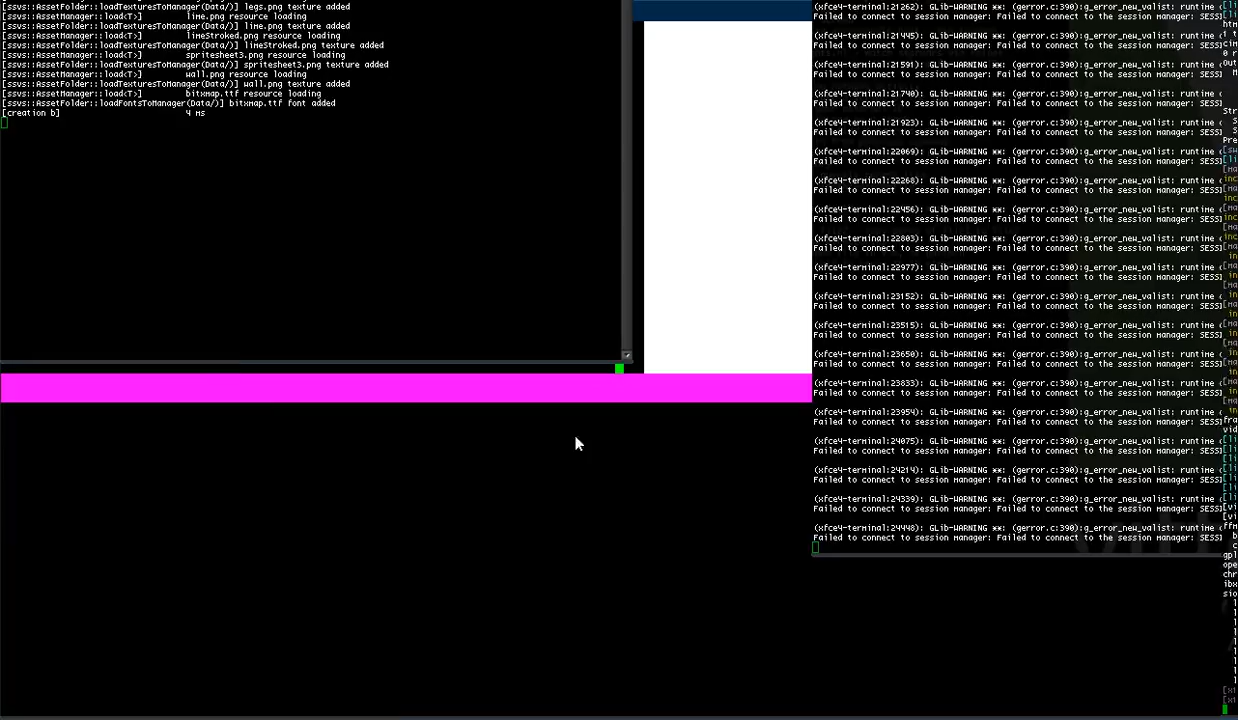 [ssvs::AssetFolder::loadTexturesToManager(Data/)] legs.png texture added
[ssvs::AssetManager::load<T>] lime.png resource loading
[ssvs::AssetFolder::loadTexturesToManager(Data/)] lime.png texture added
[ssvs::AssetManager::load<T>] limeStroked.png resource loading
[ssvs::AssetFolder::loadTexturesToManager(Data/)] limeStroked.png texture added
[ssvs::AssetManager::load<T>] spritesheet3.png resource loading
[ssvs::AssetFolder::loadTexturesToManager(Data/)] spritesheet3.png texture added
[ssvs::AssetManager::load<T>] wall.png resource loading
[ssvs::AssetFolder::loadTexturesToManager(Data/)] wall.png texture added
[ssvs::AssetManager::load<T>] bitxmap.ttf resource loading
[ssvs::AssetFolder::loadFontsToManager(Data/)] bitxmap.ttf font added
[creation b] 4 ms
(xfce4-terminal:21262): GLib-WARNING **: (gerror.c:390):g_error_new_valist: runtime
Failed to connect to session manager: Failed to connect to the session manager: SESS
(xfce4-terminal:21445): GLib-WARNING **: (gerror.c:390):g_error_new_valist: runtime
Failed to connect to session manager: Failed to connect to the session manager: SESS
(xfce4-terminal:21591): GLib-WARNING **: (gerror.c:390):g_error_new_valist: runtime
Failed to connect to session manager: Failed to connect to the session manager: SESS
(xfce4-terminal:21740): GLib-WARNING **: (gerror.c:390):g_error_new_valist: runtime
Failed to connect to session manager: Failed to connect to the session manager: SESS
(xfce4-terminal:21923): GLib-WARNING **: (gerror.c:390):g_error_new_valist: runtime
Failed to connect to session manager: Failed to connect to the session manager: SESS
(xfce4-terminal:22069): GLib-WARNING **: (gerror.c:390):g_error_new_valist: runtime
Failed to connect to session manager: Failed to connect to the session manager: SESS
(xfce4-terminal:22268): GLib-WARNING **: (gerror.c:390):g_error_new_valist: runtime
Failed to connect to session manager: Failed to connect to the session manager: SESS
(xfce4-terminal:22456): GLib-WARNING **: (gerror.c:390):g_error_new_valist: runtime
Failed to connect to session manager: Failed to connect to the session manager: SESS
(xfce4-terminal:22803): GLib-WARNING **: (gerror.c:390):g_error_new_valist: runtime
Failed to connect to session manager: Failed to connect to the session manager: SESS
(xfce4-terminal:22977): GLib-WARNING **: (gerror.c:390):g_error_new_valist: runtime
Failed to connect to session manager: Failed to connect to the session manager: SESS
(xfce4-terminal:23152): GLib-WARNING **: (gerror.c:390):g_error_new_valist: runtime
Failed to connect to session manager: Failed to connect to the session manager: SESS
(xfce4-terminal:23515): GLib-WARNING **: (gerror.c:390):g_error_new_valist: runtime
Failed to connect to session manager: Failed to connect to the session manager: SESS
(xfce4-terminal:23650): GLib-WARNING **: (gerror.c:390):g_error_new_valist: runtime
Failed to connect to session manager: Failed to connect to the session manager: SESS
(xfce4-terminal:23833): GLib-WARNING **: (gerror.c:390):g_error_new_valist: runtime
Failed to connect to session manager: Failed to connect to the session manager: SESS
(xfce4-terminal:23954): GLib-WARNING **: (gerror.c:390):g_error_new_valist: runtime
Failed to connect to session manager: Failed to connect to the session manager: SESS
(xfce4-terminal:24075): GLib-WARNING **: (gerror.c:390):g_error_new_valist: runtime
Failed to connect to session manager: Failed to connect to the session manager: SESS
(xfce4-terminal:24214): GLib-WARNING **: (gerror.c:390):g_error_new_valist: runtime
Failed to connect to session manager: Failed to connect to the session manager: SESS
(xfce4-terminal:24339): GLib-WARNING **: (gerror.c:390):g_error_new_valist: runtime
Failed to connect to session manager: Failed to connect to the session manager: SESS
(xfce4-terminal:24448): GLib-WARNING **: (gerror.c:390):g_error_new_valist: runtime
Failed to connect to session manager: Failed to connect to the session manager: SESS